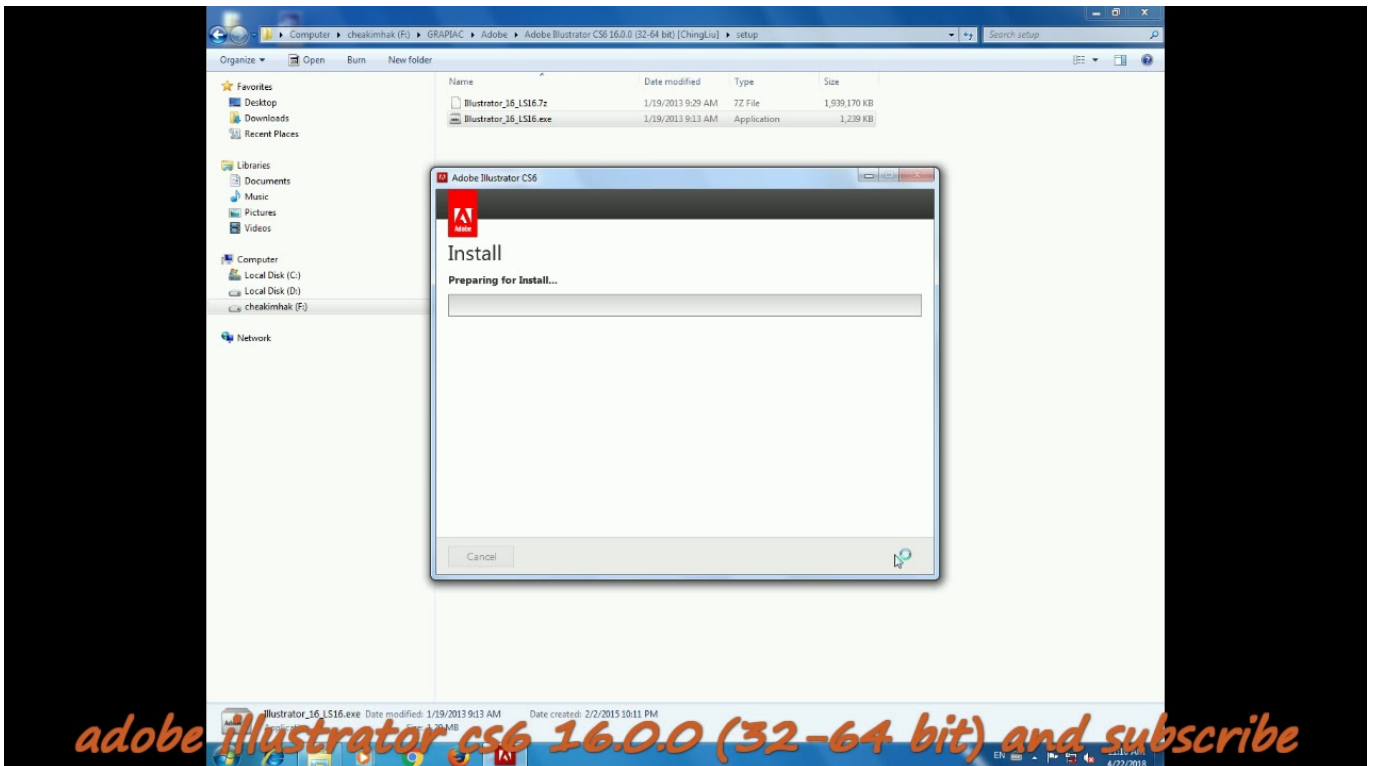 Computer ▸ cheakimhak (F:) ▸ GRAPIAC ▸ Adobe ▸ Adobe Illustrator CS6 16.0.0 (32-64 bit) [ChingLiu] ▸ setup
Search setup
Organize Open Burn New folder
Name Date modified Type Size
Illustrator_16_LS16.7z 1/19/2013 9:29 AM 7Z File 1,939,170 KB
Illustrator_16_LS16.exe 1/19/2013 9:13 AM Application 1,239 KB
Favorites
Desktop
Downloads
Recent Places
Libraries
Documents
Music
Pictures
Videos
Computer
Local Disk (C:)
Local Disk (D:)
cheakimhak (F:)
Network
Adobe Illustrator CS6
Adobe
Install
Preparing for Install...
Cancel
Illustrator_16_LS16.exe Date modified: 1/19/2013 9:13 AM Date created: 2/2/2015 10:11 PM
adobe illustrator cs6 16.0.0 (32-64 bit) and subscribe
EN
4/22/2018